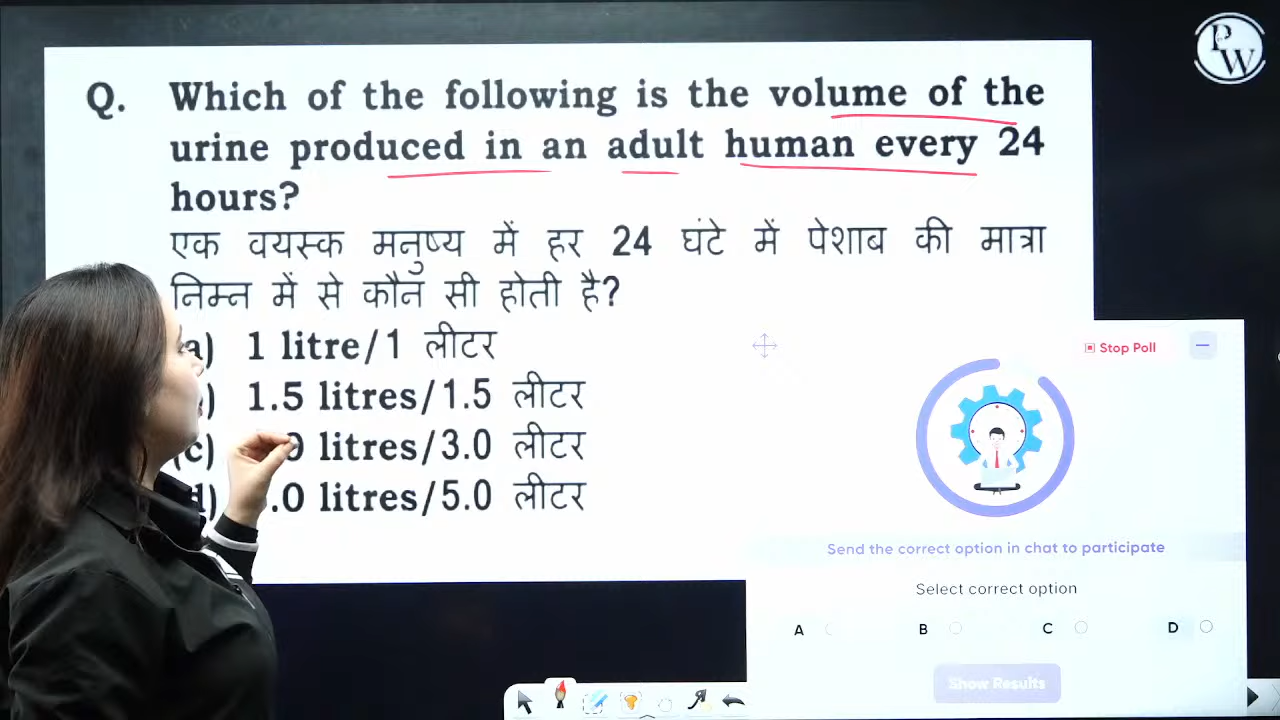 PW
Q. Which of the following is the volume of the
urine produced in an adult human every 24
hours?
एक वयस्क मनुष्य में हर 24 घंटे में पेशाब की मात्रा
निम्न में से कौन सी होती है?
a) 1 litre/1 लीटर
) 1.5 litres/1.5 लीटर
(c) litres/3.0 लीटर
d) .0 litres/5.0 लीटर
Stop Poll
Send the correct option in chat to participate
Select correct option
A B C D
Show Results